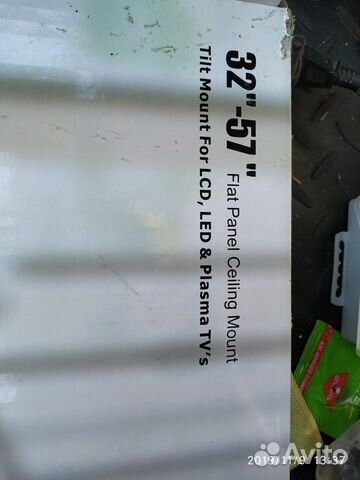 32"-57" Flat Panel Ceiling Mount
Tilt Mount For LCD, LED & Plasma TV's
2019/11/9 13:37
Avito